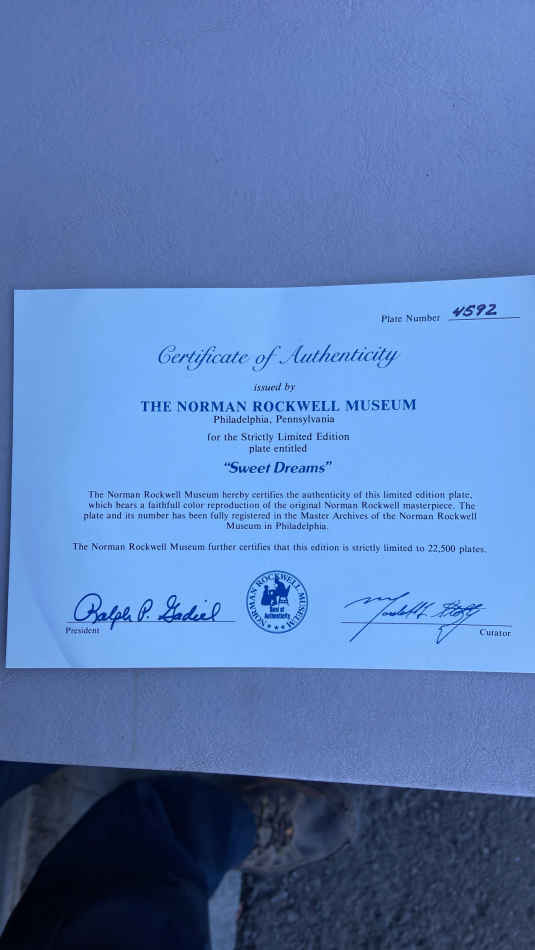 Plate Number 4592
Certificate of Authenticity
issued by
THE NORMAN ROCKWELL MUSEUM
Philadelphia, Pennsylvania
for the Strictly Limited Edition
plate entitled
"Sweet Dreams"
The Norman Rockwell Museum hereby certifies the authenticity of this limited edition plate,
which bears a faithfull color reproduction of the original Norman Rockwell masterpiece. The
plate and its number has been fully registered in the Master Archives of the Norman Rockwell
Museum in Philadelphia.
The Norman Rockwell Museum further certifies that this edition is strictly limited to 22,500 plates.
NORMAN ROCKWELL MUSEUM
Seal of
Authenticity
Ralph P. Gadiel
President
Curator